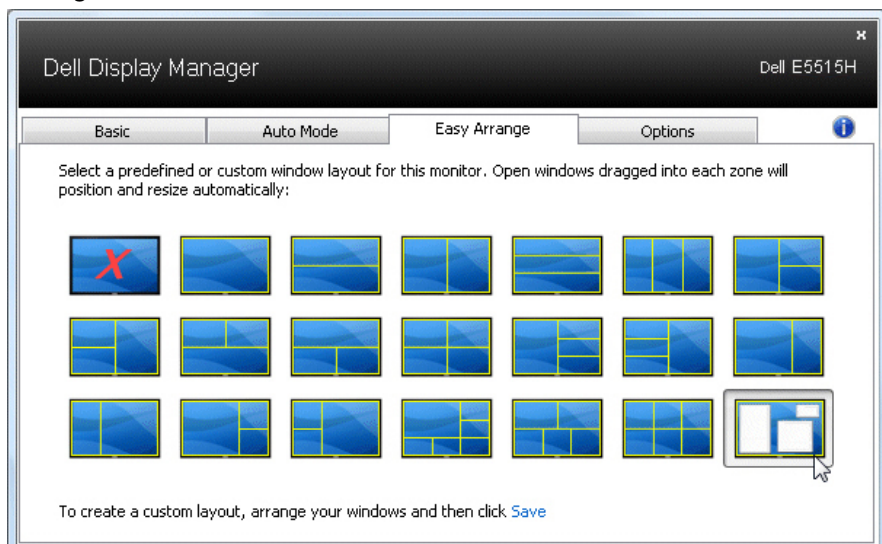 Dell Display Manager
Dell E5515H
Basic
Auto Mode
Easy Arrange
Options
Select a predefined or custom window layout for this monitor. Open windows dragged into each zone will
position and resize automatically:
To create a custom layout, arrange your windows and then click Save